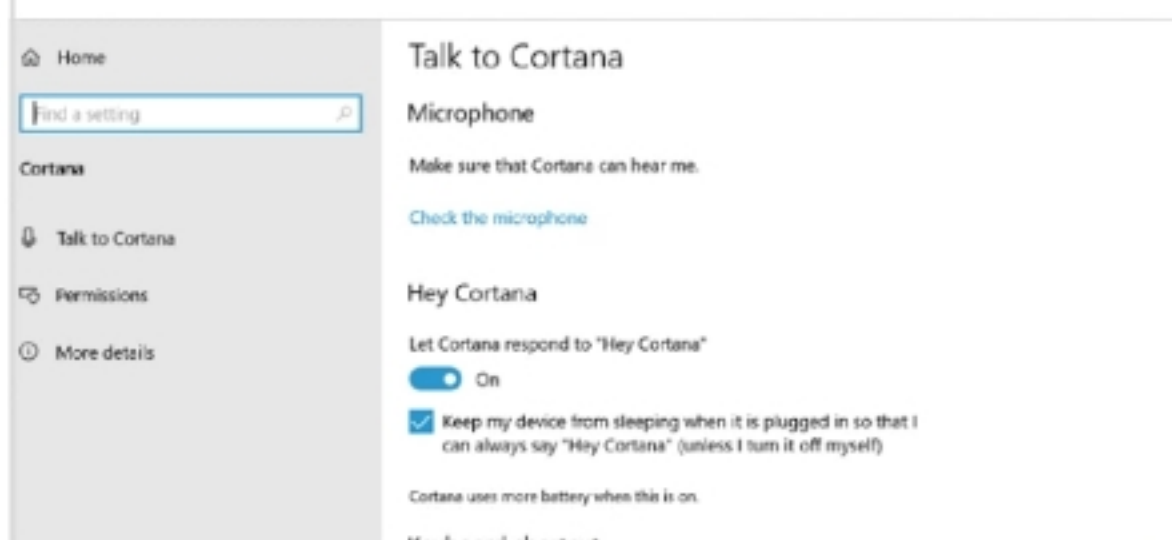 Home
Find a setting
Cortana
Talk to Cortana
Permissions
More details
Talk to Cortana
Microphone
Make sure that Cortana can hear me.
Check the microphone
Hey Cortana
Let Cortana respond to "Hey Cortana"
On
Keep my device from sleeping when it is plugged in so that I
can always say "Hey Cortana" (unless I turn it off myself)
Cortana uses more battery when this is on.